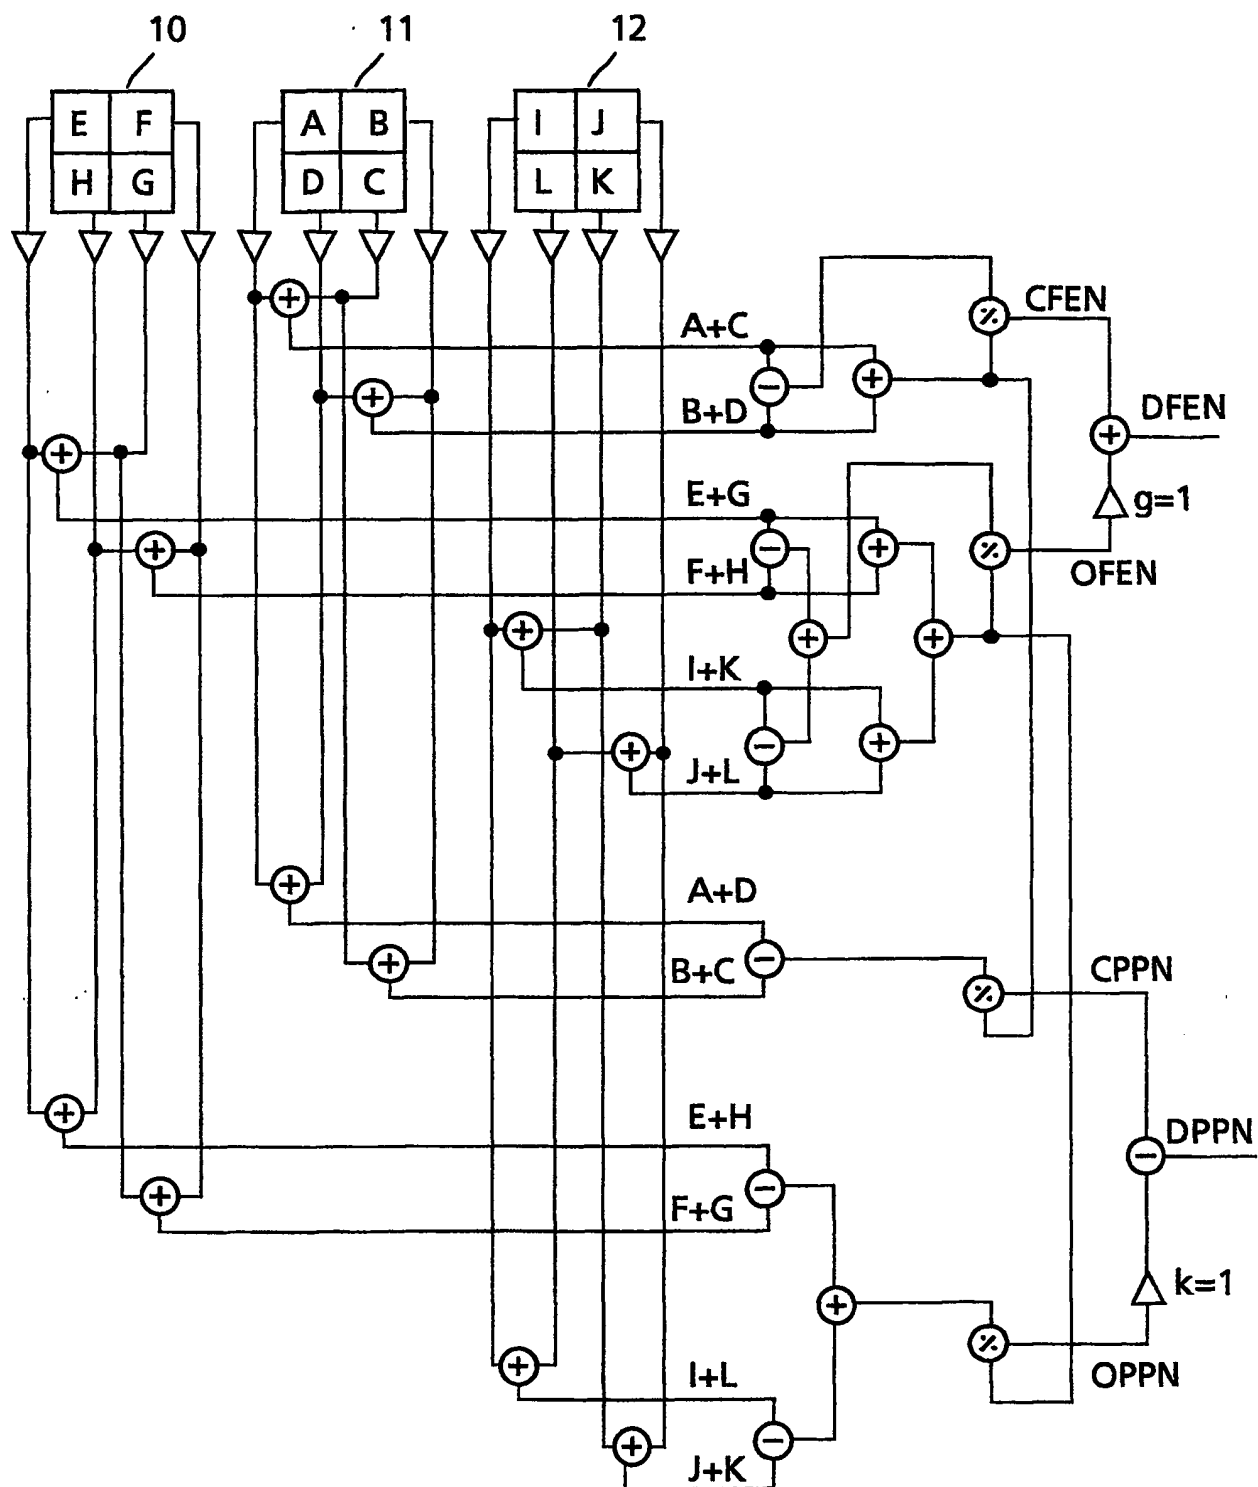 10 11 12
E F A B I J
H G D C L K
A+C
CFEN
B+D
DFEN
E+G
g=1
F+H
OFEN
I+K
J+L
A+D
B+C
CPPN
E+H
DPPN
F+G
k=1
I+L
OPPN
J+K